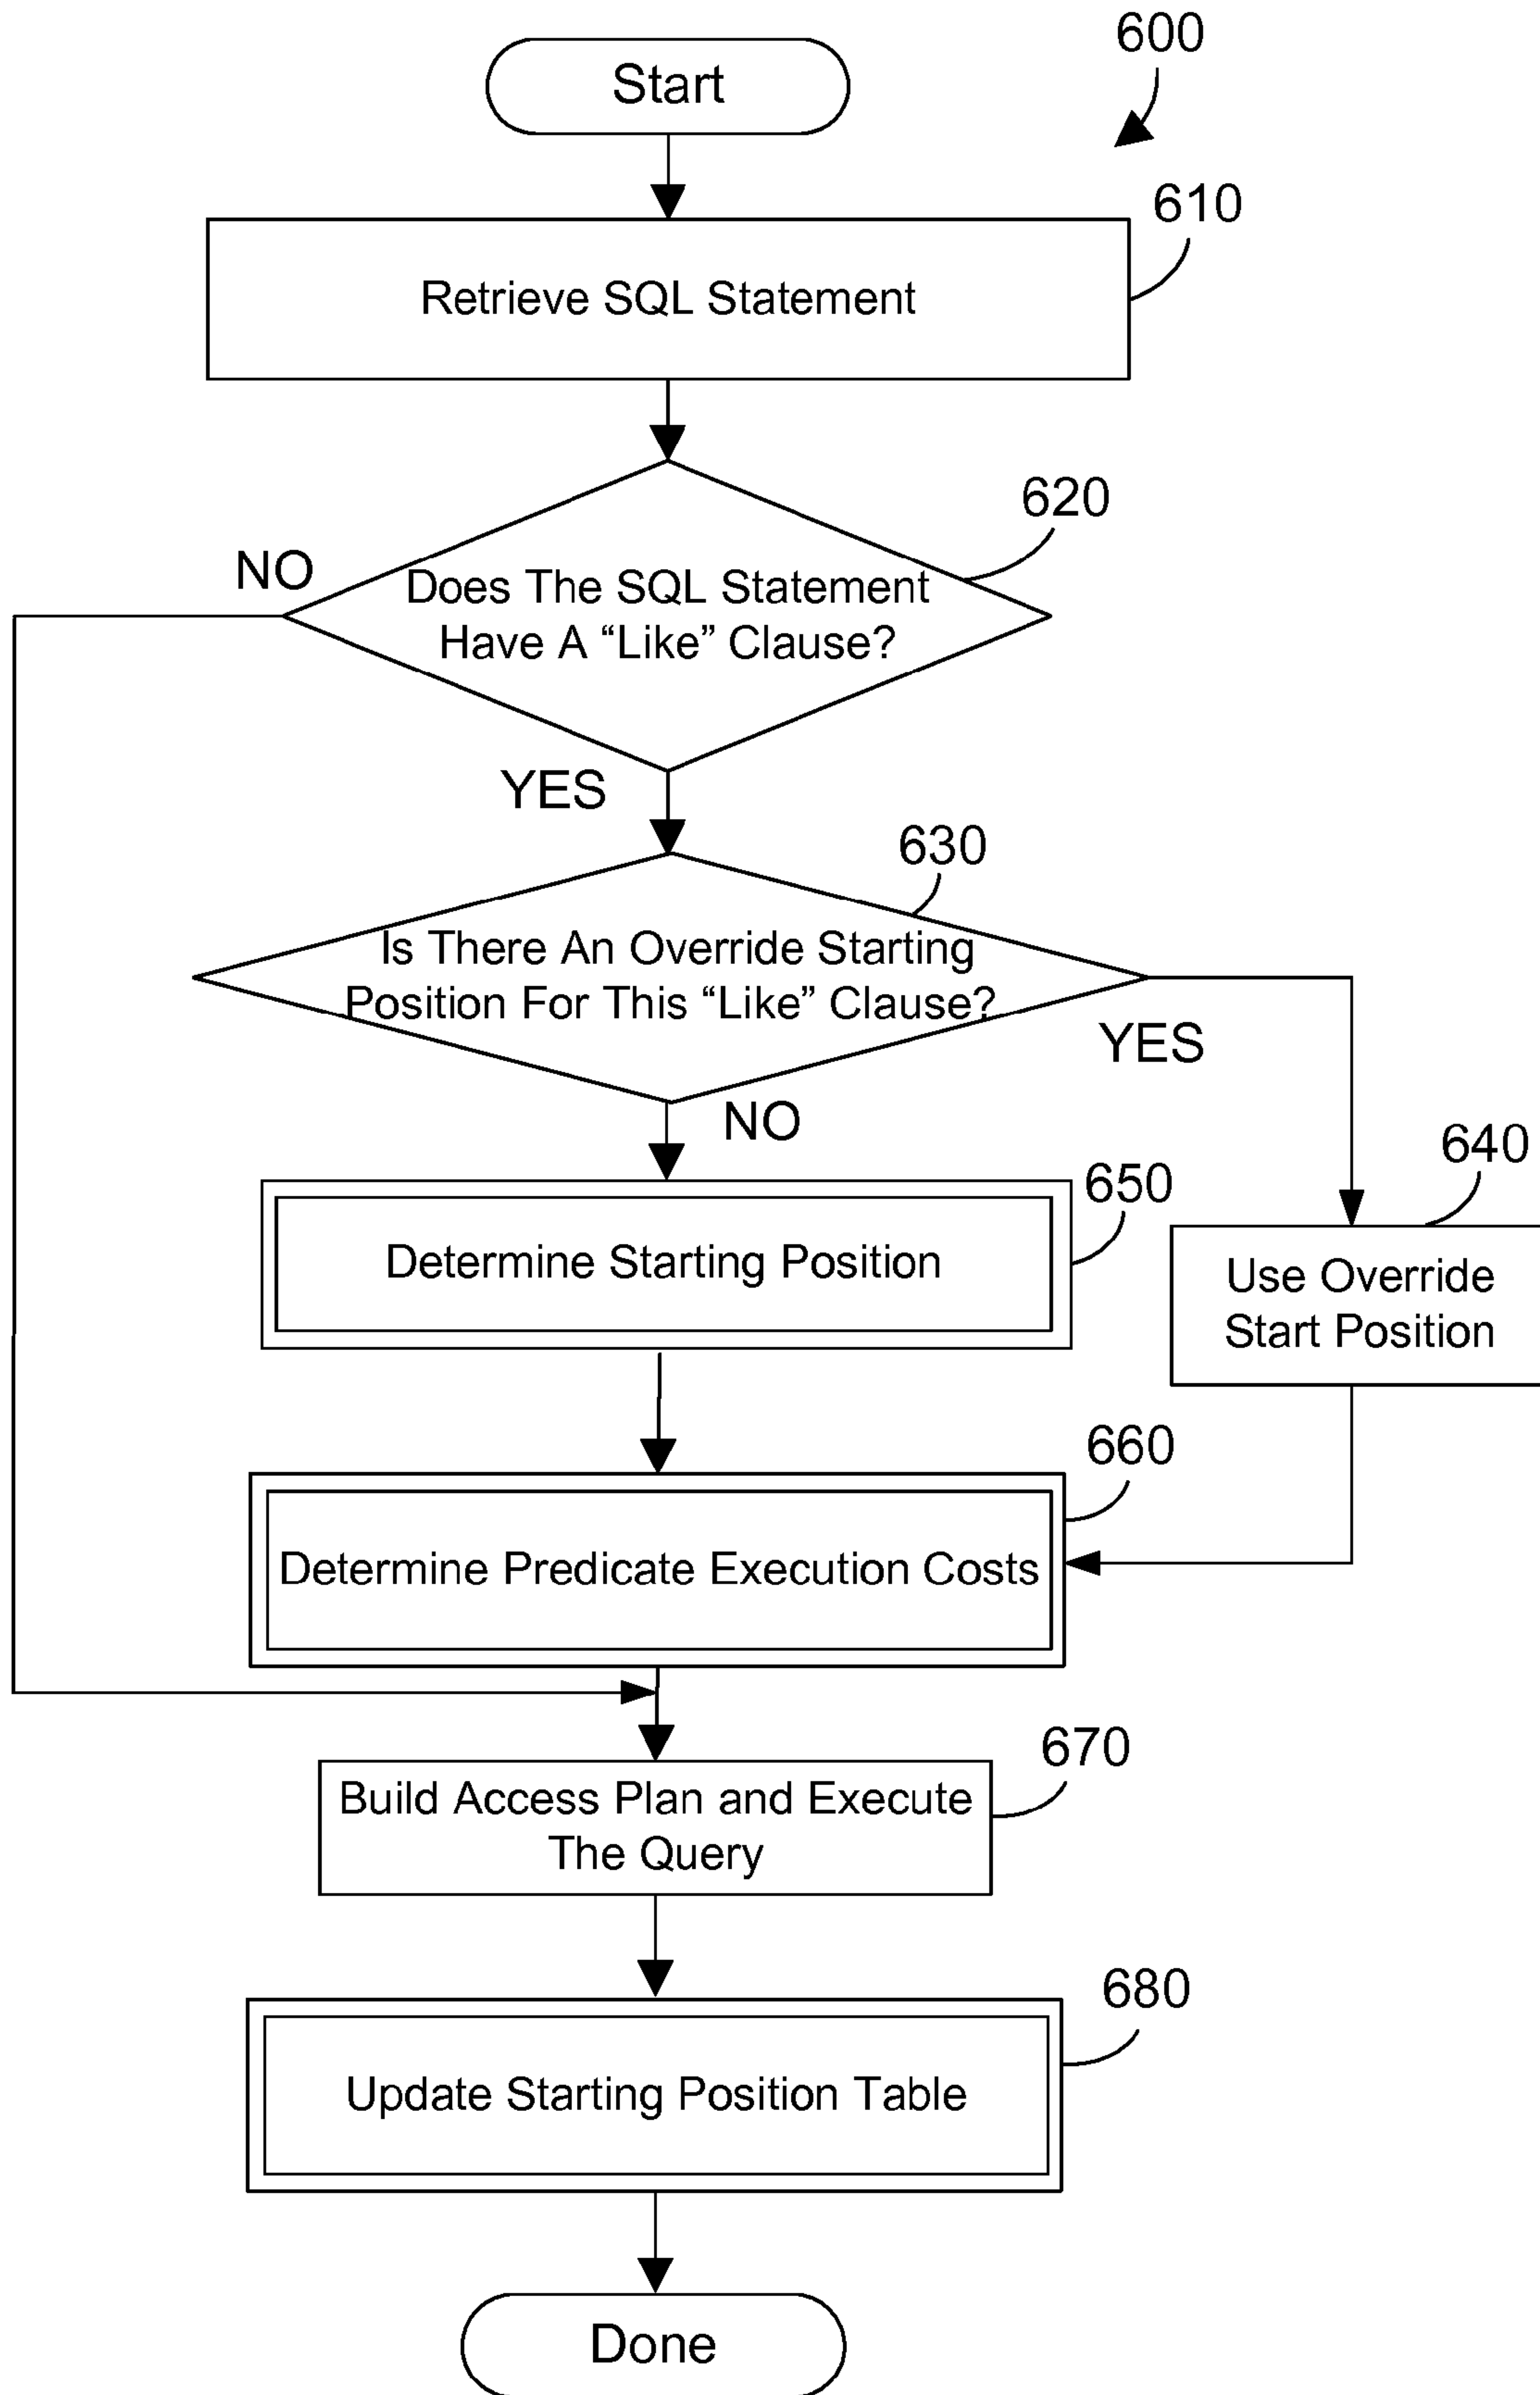 600
Start
610
Retrieve SQL Statement
620
NO
Does The SQL Statement
Have A “Like” Clause?
YES
630
Is There An Override Starting
Position For This “Like” Clause?
YES
NO
640
650
Determine Starting Position
Use Override
Start Position
660
Determine Predicate Execution Costs
670
Build Access Plan and Execute
The Query
680
Update Starting Position Table
Done